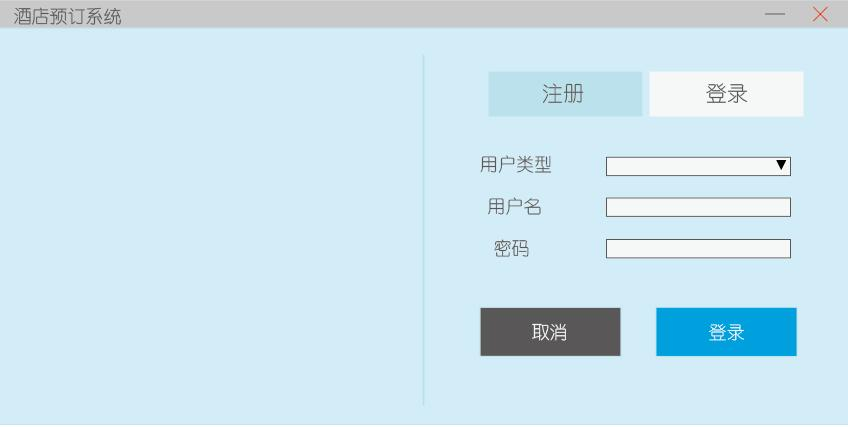 酒店预订系统
注册 登录
用户类型
用户名
密码
取消 登录